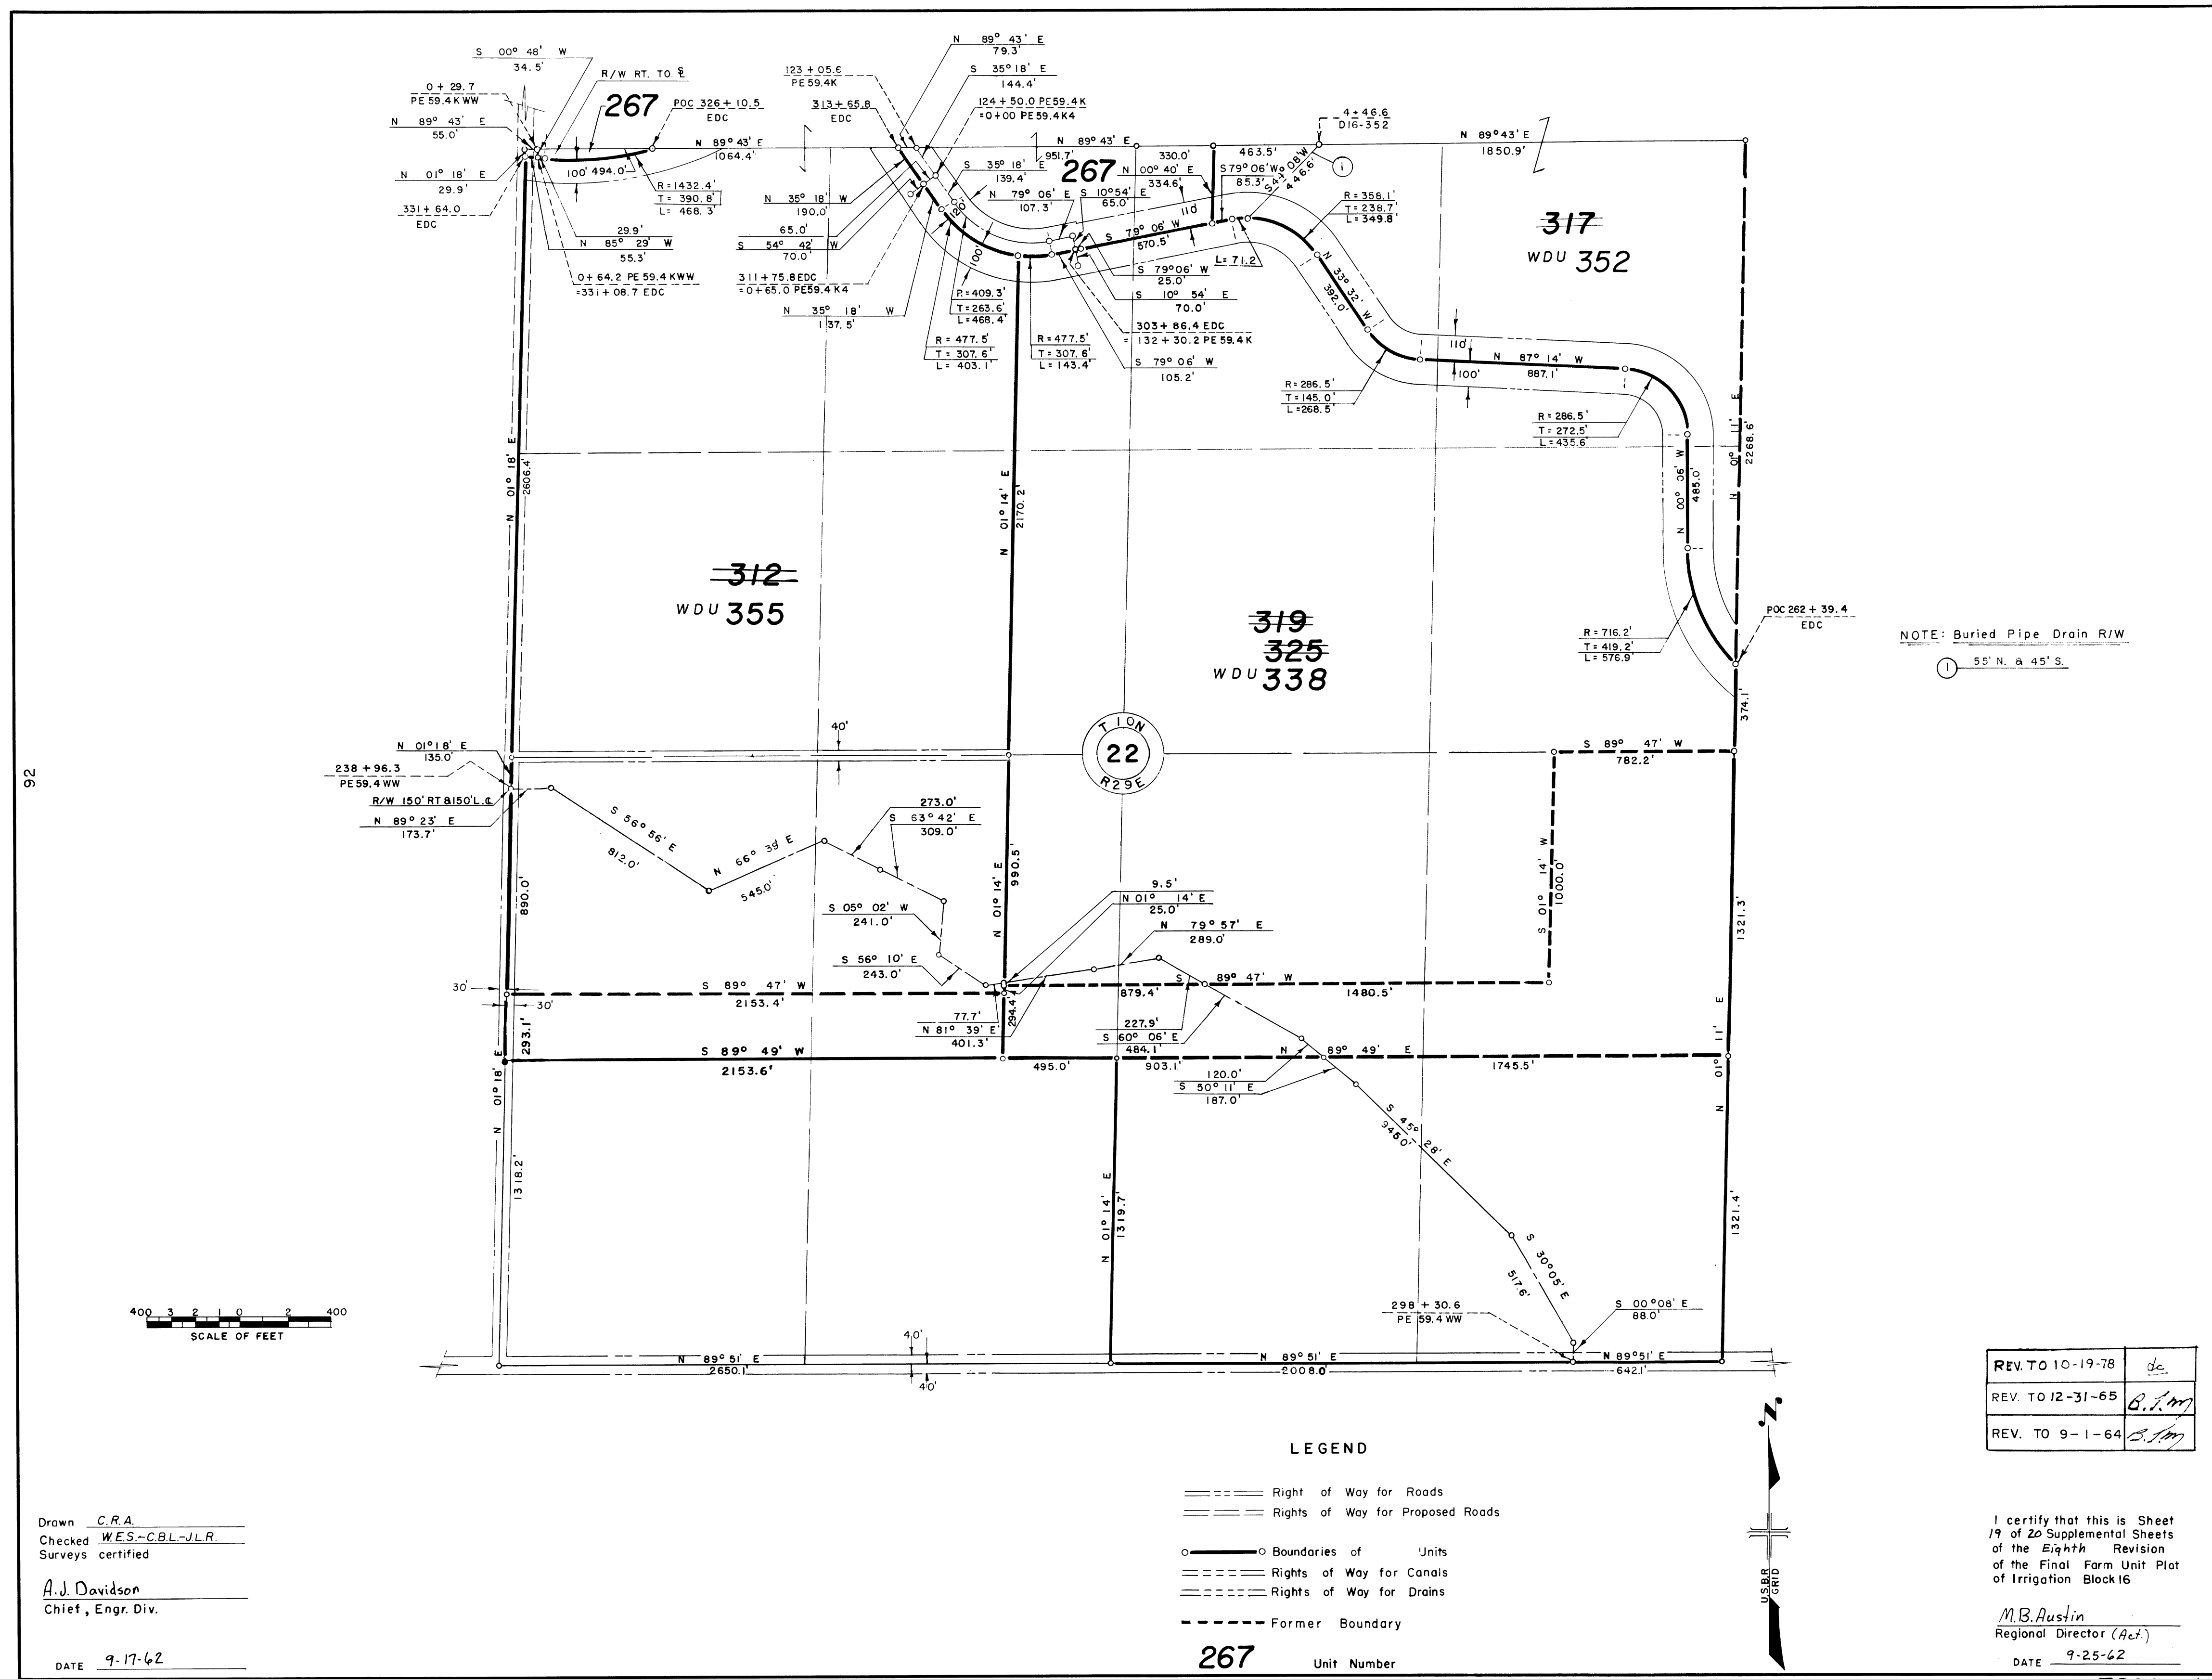 S 00° 48' W
34.5'
R/W RT. TO ℄
0 + 29.7
PE 59.4 KWW
267
POC 326 + 10.5
EDC
N 89° 43' E
55.0'
N 01° 18' E
29.9'
331 + 64.0
EDC
100'
494.0'
R = 1432.4'
T = 390.8'
L = 468.3'
29.9'
N 85° 29' W
55.3'
0 + 64.2 PE 59.4 KWW
= 331 + 08.7 EDC
N 89° 43' E
1064.4'
123 + 05.6
PE 59.4K
313 + 65.8
EDC
N 89° 43' E
79.3'
S 35° 18' E
144.4'
124 + 50.0 PE 59.4K
= 0 + 00 PE 59.4K4
N 89° 43' E
951.7'
267
S 35° 18' E
139.4'
N 79° 06' E
107.3'
S 10° 54' E
65.0'
330.0'
N 00° 40' E
334.6'
110'
463.5'
S 79° 06' W
85.3'
S 44° 08' W
446.6'
4 + 46.6
D16-352
1
N 89° 43' E
1850.9'
N 35° 18' W
190.0'
65.0'
S 54° 42' W
70.0'
311 + 75.8 EDC
= 0 + 65.0 PE 59.4 K4
N 35° 18' W
137.5'
120'
100'
R = 409.3'
T = 263.6'
L = 468.4'
R = 477.5'
T = 307.6'
L = 403.1'
R = 477.5'
T = 307.6'
L = 143.4'
S 79° 06' W
570.5'
S 79° 06' W
25.0'
S 10° 54' E
70.0'
303 + 86.4 EDC
= 132 + 30.2 PE 59.4K
S 79° 06' W
105.2'
L = 71.2
R = 358.1'
T = 238.7'
L = 349.8'
N 33° 32' W
392.0'
317
WDU 352
110'
100'
N 87° 14' W
887.1'
R = 286.5'
T = 145.0'
L = 268.5'
R = 286.5'
T = 272.5'
L = 435.6'
N 00° 06' W
485.0'
N 01° 11' E
2268.6'
N 01° 18' E
2606.4'
N 01° 14' E
2170.2'
312
WDU 355
319
325
WDU 338
R = 716.2'
T = 419.2'
L = 576.9'
POC 262 + 39.4
EDC
NOTE: Buried Pipe Drain R/W
1 55' N. & 45' S.
374.1'
T 10N
22
R29E
40'
S 89° 47' W
782.2'
N 01° 18' E
135.0'
238 + 96.3
PE 59.4 WW
R/W 150' RT & 150' L. ℄
N 89° 23' E
173.7'
S 56° 56' E
812.0'
N 66° 39' E
545.0'
273.0'
S 63° 42' E
309.0'
S 05° 02' W
241.0'
S 56° 10' E
243.0'
890.0'
N 01° 14' E
990.5'
9.5'
N 01° 14' E
25.0'
N 79° 57' E
289.0'
S 01° 14' W
1000.0'
1321.3'
30'
30'
S 89° 47' W
2153.4'
77.7'
N 81° 39' E
401.3'
294.4'
S 89° 47' W
879.4'
1480.5'
227.9'
S 60° 06' E
484.1'
293.1'
S 89° 49' W
2153.6'
495.0'
903.1'
N 89° 49' E
1745.5'
120.0'
S 50° 11' E
187.0'
N 01° 18' E
1318.2'
N 01° 14' E
1319.7'
S 45° 28' E
946.0'
S 30° 05' E
517.6'
N 01° 11' E
1321.4'
298 + 30.6
PE 59.4 WW
S 00° 08' E
88.0'
N 89° 51' E
2650.1'
40'
40'
N 89° 51' E
2008.0'
N 89° 51' E
642.1'
92
400 3 2 1 0 2 400
SCALE OF FEET
REV. TO 10-19-78 dc
REV. TO 12-31-65 B.J.M
REV. TO 9-1-64 B.J.M
LEGEND
Right of Way for Roads
Rights of Way for Proposed Roads
Boundaries of Units
Rights of Way for Canals
Rights of Way for Drains
Former Boundary
267 Unit Number
N
U.S.B.R.
GRID
Drawn C.R.A.
Checked W.E.S.-C.B.L.-J.L.R.
Surveys certified
A.J. Davidson
Chief, Engr. Div.
DATE 9-17-62
I certify that this is Sheet
19 of 20 Supplemental Sheets
of the Eighth Revision
of the Final Farm Unit Plat
of Irrigation Block 16
M.B. Austin
Regional Director (Act.)
DATE 9-25-62